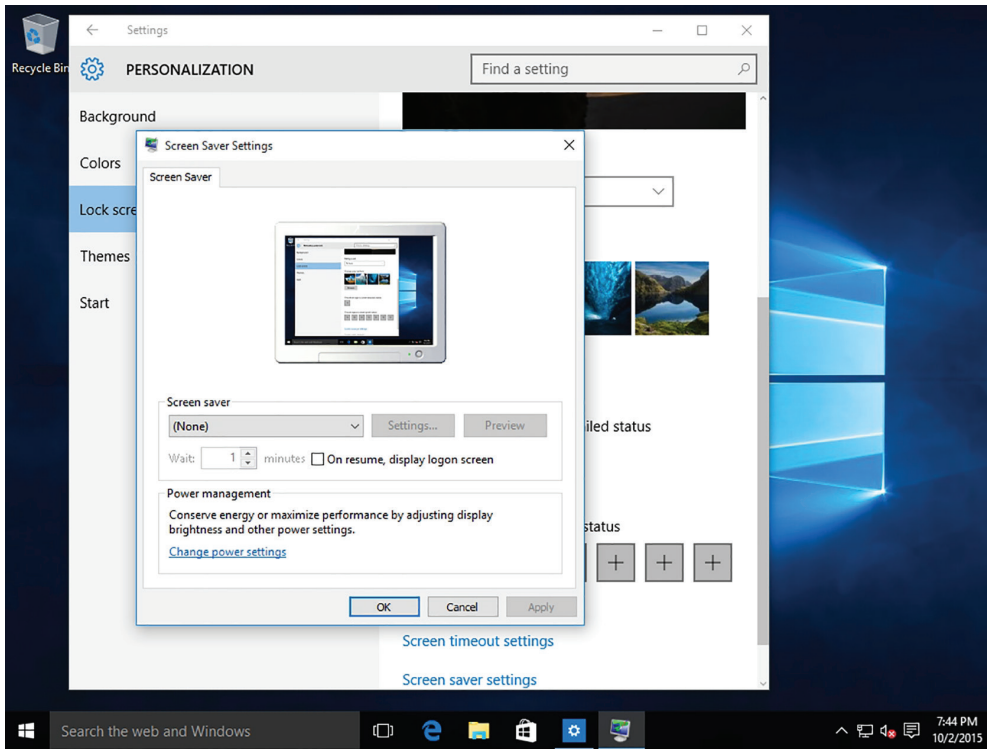 Recycle Bin
Settings
PERSONALIZATION
Find a setting
Background
Colors
Lock scre
Themes
Start
Screen Saver Settings
Screen Saver
Screen saver
(None)
Settings...
Preview
Wait:
1
minutes
On resume, display logon screen
Power management
Conserve energy or maximize performance by adjusting display
brightness and other power settings.
Change power settings
OK
Cancel
Apply
iled status
status
Screen timeout settings
Screen saver settings
Search the web and Windows
7:44 PM
10/2/2015